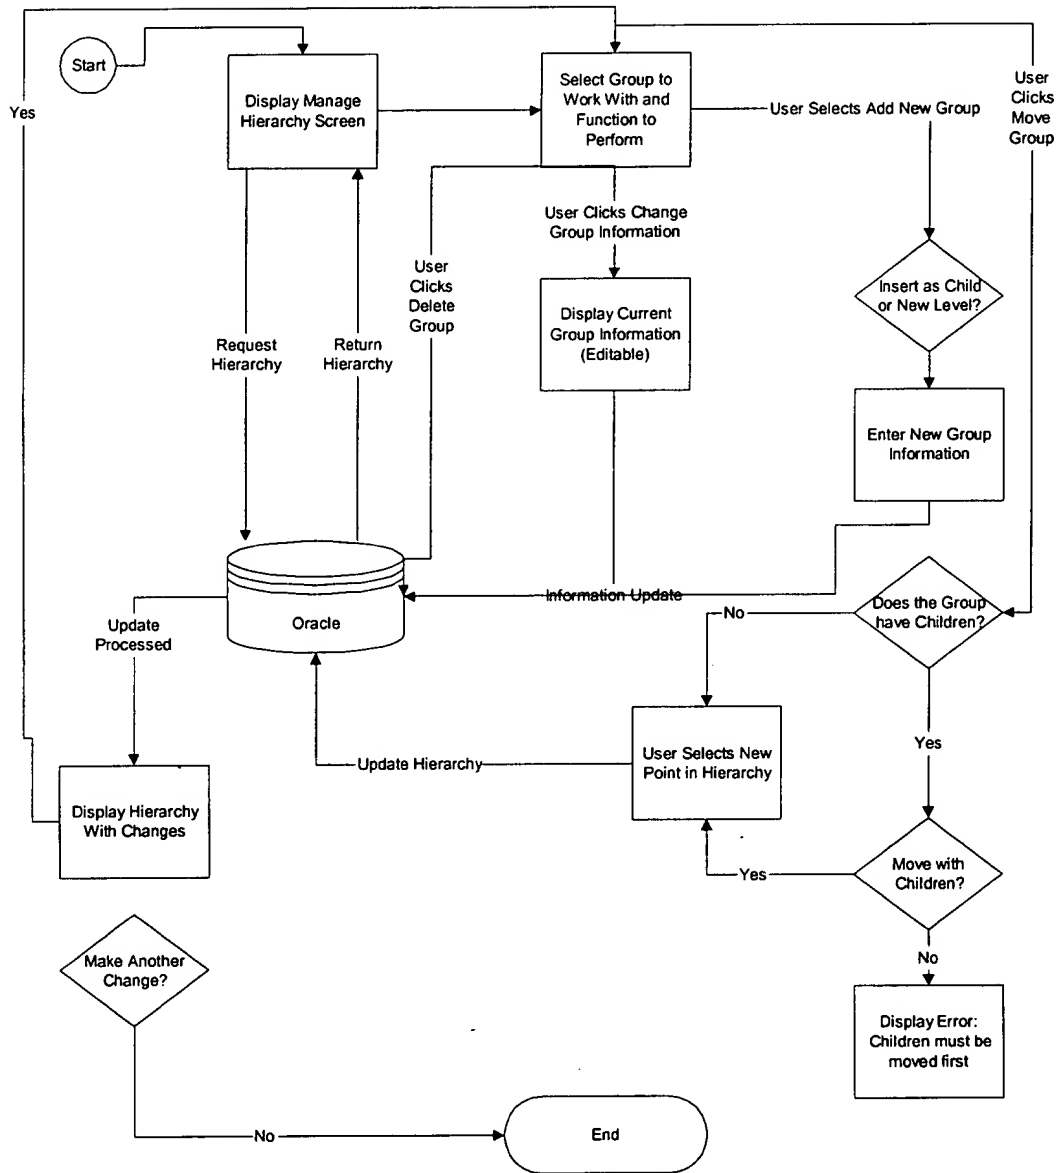 Start
Yes
Display Manage
Hierarchy Screen
Select Group to
Work With and
Function to
Perform
User Selects Add New Group
User
Clicks
Move
Group
User Clicks Change
Group Information
User
Clicks
Delete
Group
Insert as Child
or New Level?
Display Current
Group Information
(Editable)
Request
Hierarchy
Return
Hierarchy
Enter New Group
Information
Information Update
Oracle
Does the Group
have Children?
No
Update
Processed
Yes
User Selects New
Point in Hierarchy
Update Hierarchy
Display Hierarchy
With Changes
Move with
Children?
Yes
No
Make Another
Change?
Display Error:
Children must be
moved first
No
End